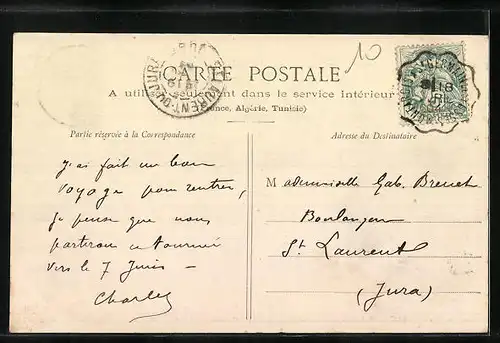 10
CARTE POSTALE
A utiliser seulement dans le service intérieur
(France, Algérie, Tunisie)
Partie réservée à la Correspondance
Adresse du Destinataire
J'ai fait un bon
voyage pour rentrer,
je pense que nous
partirons en tournée
vers le 7 Juin -
Charles
Mademoiselle Gab. Brenet
Boulanger
St Laurent
(Jura)